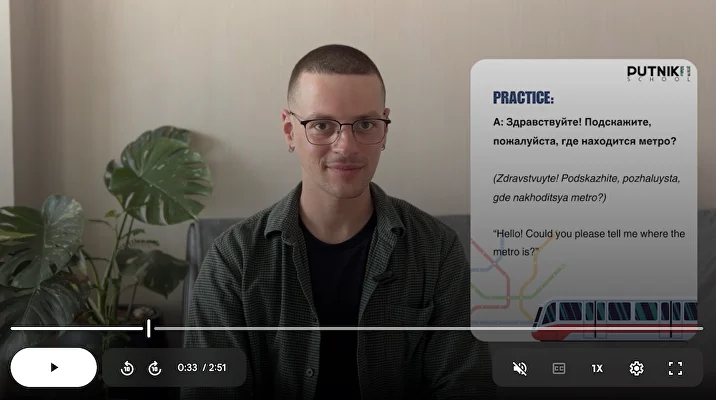 PUTNIK
SCHOOL
PRACTICE:
А: Здравствуйте! Подскажите,
пожалуйста, где находится метро?
(Zdravstvuyte! Podskazhite, pozhaluysta,
gde nakhoditsya metro?)
"Hello! Could you please tell me where the
metro is?"
0:33 / 2:51
CC
1X